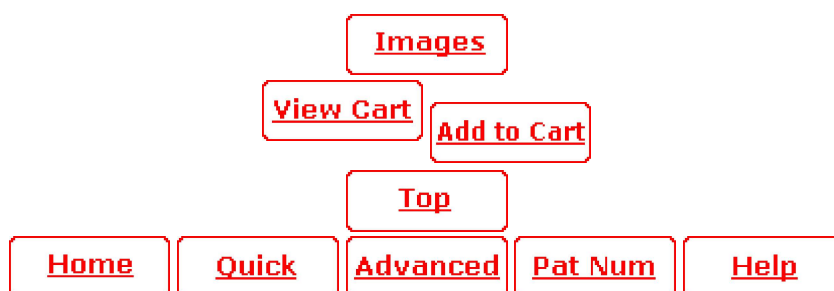 Images
View Cart
Add to Cart
Top
Home Quick Advanced Pat Num Help